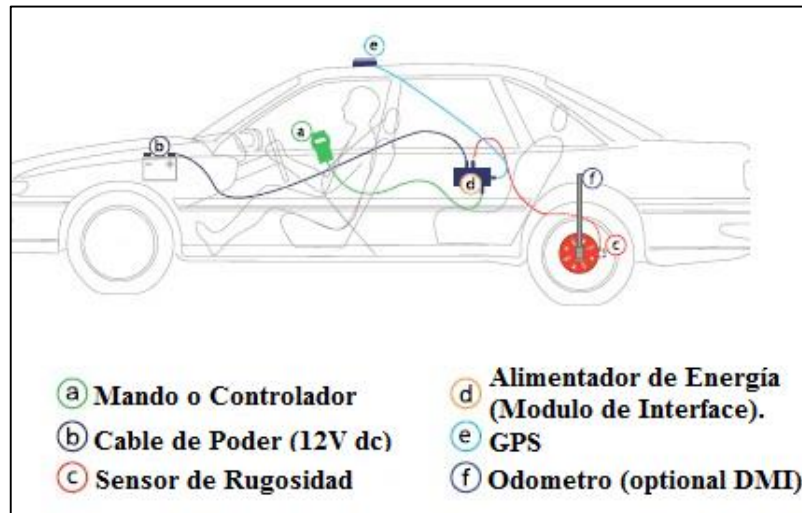 e
b
a
d
f
c
a Mando o Controlador
b Cable de Poder (12V dc)
c Sensor de Rugosidad
d Alimentador de Energía
(Modulo de Interface).
e GPS
f Odometro (optional DMI)